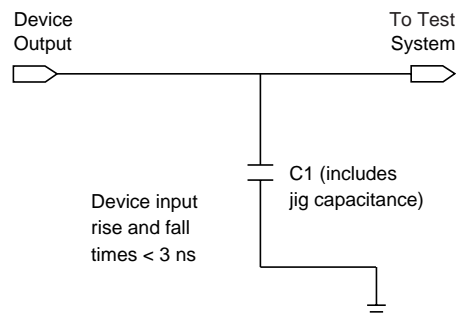 Device
Output
To Test
System
C1 (includes
jig capacitance)
Device input
rise and fall
times < 3 ns